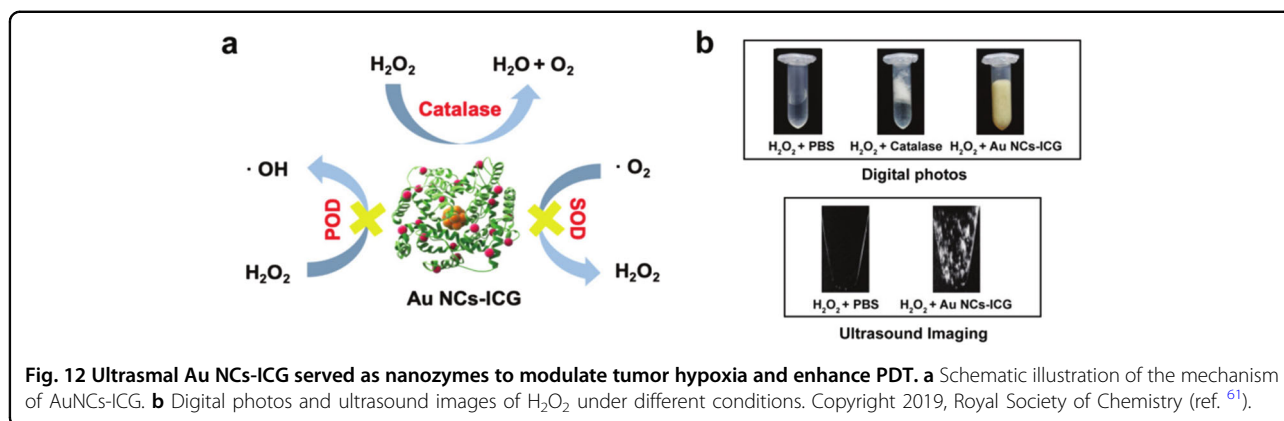 a
H₂O₂
H₂O + O₂
Catalase
· OH
· O₂
POD
SOD
H₂O₂
H₂O₂
Au NCs-ICG
b
H₂O₂ + PBS
H₂O₂ + Catalase
H₂O₂ + Au NCs-ICG
Digital photos
H₂O₂ + PBS
H₂O₂ + Au NCs-ICG
Ultrasound Imaging
Fig. 12 Ultrasmal Au NCs-ICG served as nanozymes to modulate tumor hypoxia and enhance PDT. a Schematic illustration of the mechanism
of AuNCs-ICG. b Digital photos and ultrasound images of H₂O₂ under different conditions. Copyright 2019, Royal Society of Chemistry (ref. ⁶¹).